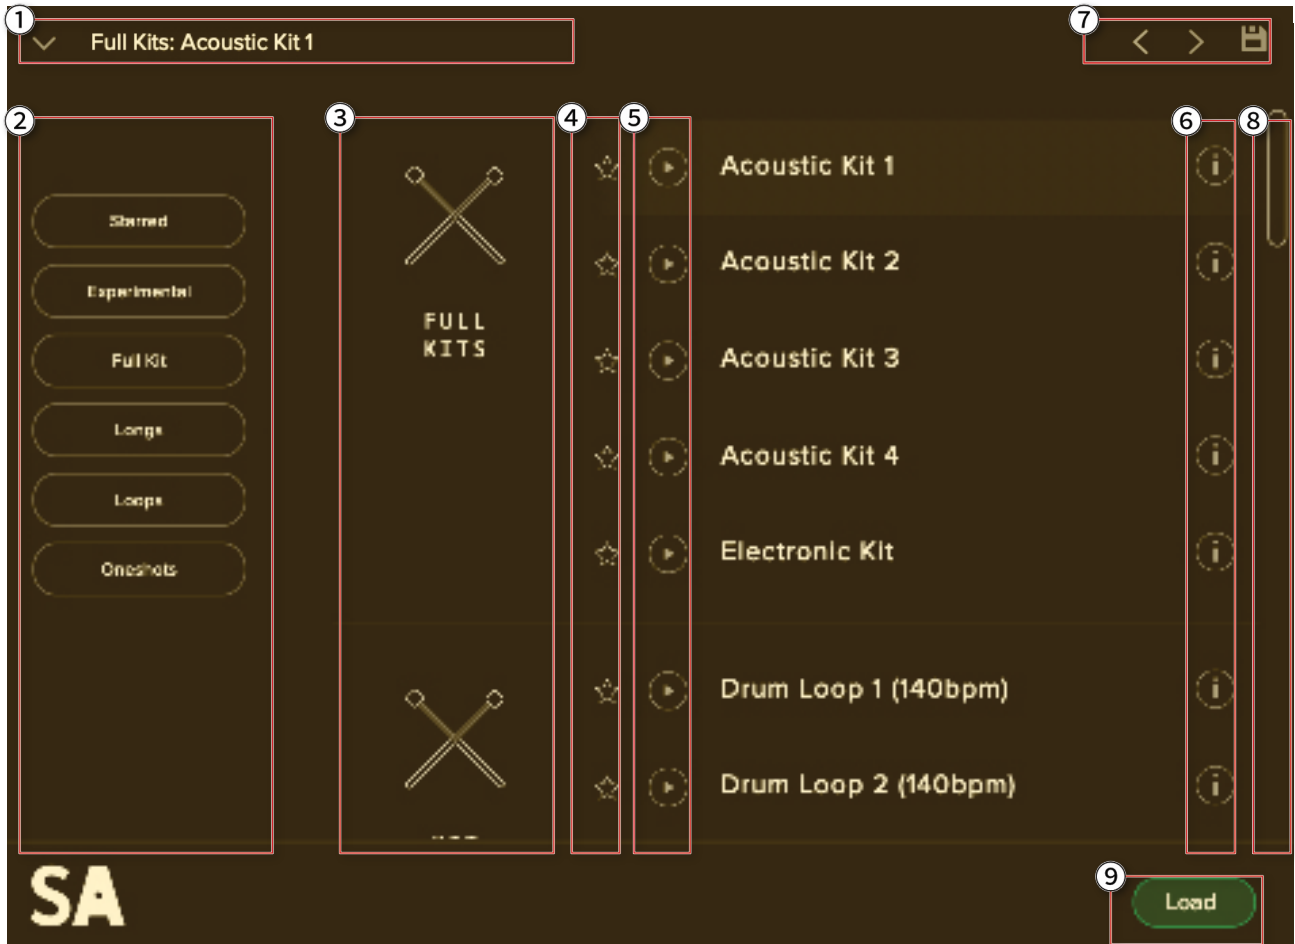 1
Full Kits: Acoustic Kit 1
7
2
3
4
5
6
8
Starred
Experimental
Full Kit
Longs
Loops
Oneshots
FULL
KITS
Acoustic Kit 1
Acoustic Kit 2
Acoustic Kit 3
Acoustic Kit 4
Electronic Kit
Drum Loop 1 (140bpm)
Drum Loop 2 (140bpm)
SA
9
Load